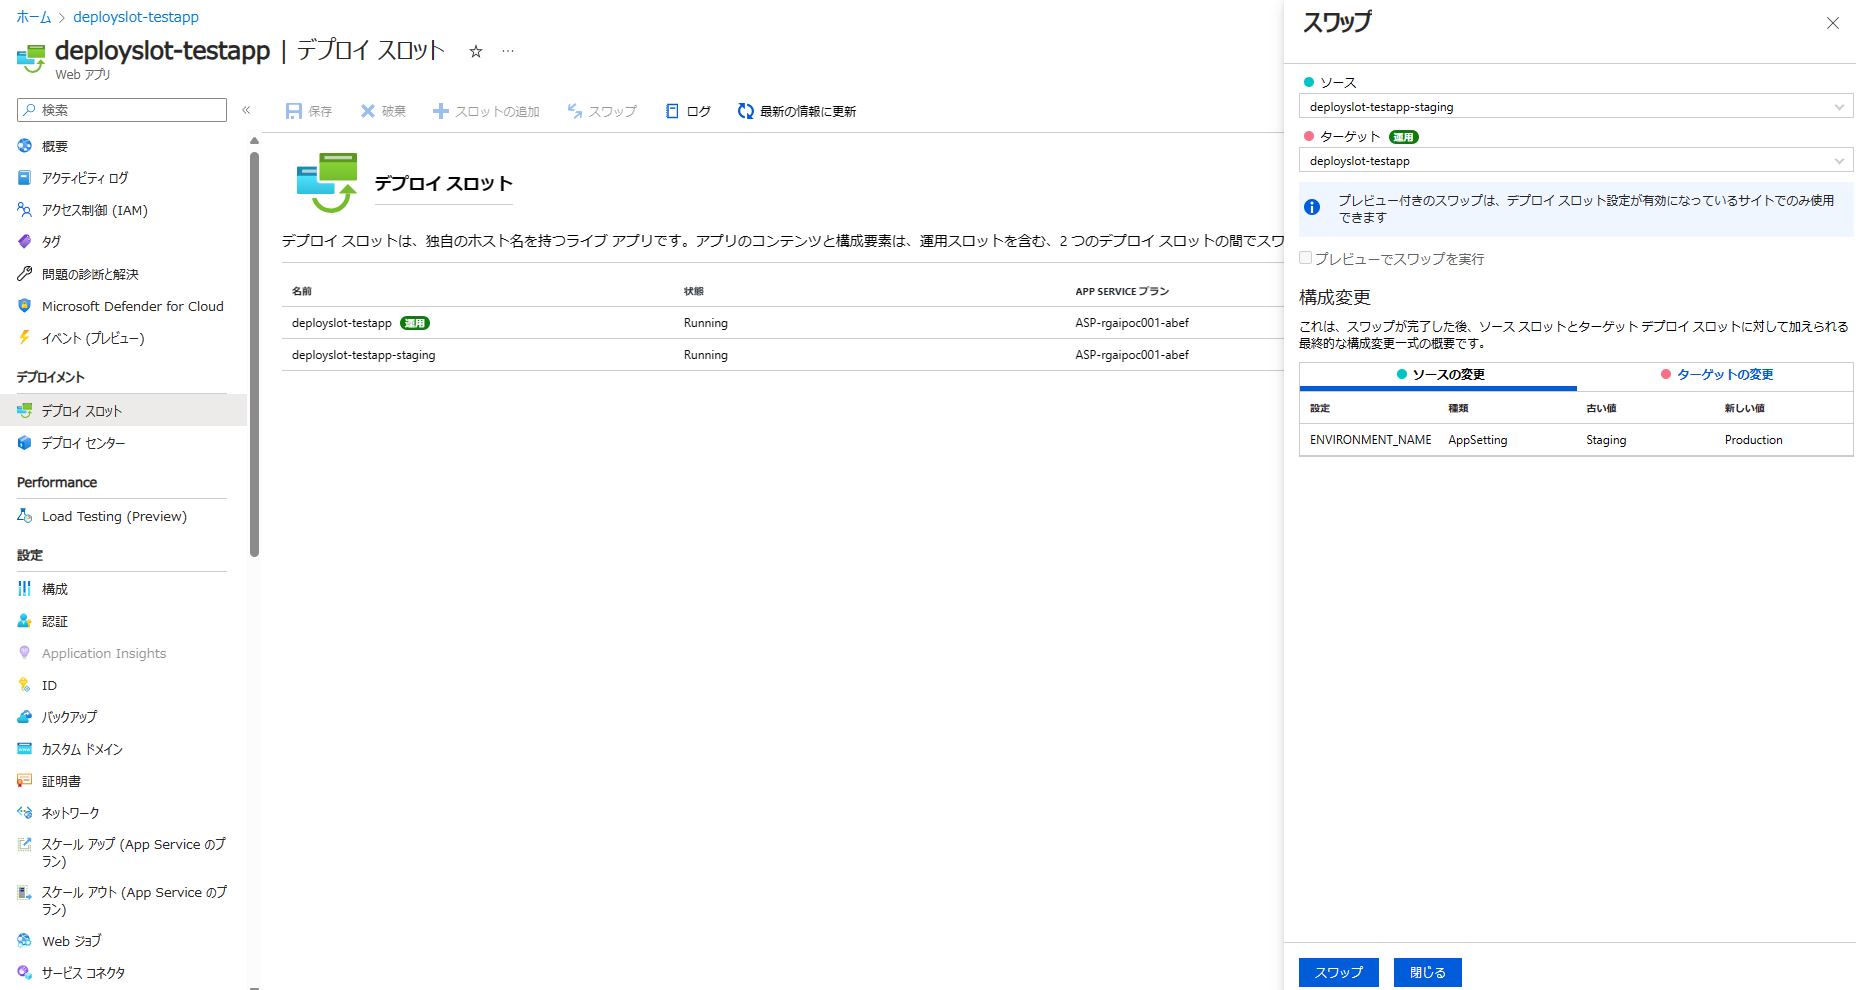 ホーム > deployslot-testapp
deployslot-testapp | デプロイ スロット ☆ …
Web アプリ
検索 «
概要
アクティビティ ログ
アクセス制御 (IAM)
タグ
問題の診断と解決
Microsoft Defender for Cloud
イベント (プレビュー)
デプロイメント
デプロイ スロット
デプロイ センター
Performance
Load Testing (Preview)
設定
構成
認証
Application Insights
ID
バックアップ
カスタム ドメイン
証明書
ネットワーク
スケール アップ (App Service のプ
ラン)
スケール アウト (App Service のプ
ラン)
Web ジョブ
サービス コネクタ
保存 破棄 スロットの追加 スワップ ログ 最新の情報に更新
デプロイ スロット
デプロイ スロットは、独自のホスト名を持つライブ アプリです。アプリのコンテンツと構成要素は、運用スロットを含む、2 つのデプロイ スロットの間でスワ
名前 状態 APP SERVICE プラン
deployslot-testapp 運用 Running ASP-rgaipoc001-abef
deployslot-testapp-staging Running ASP-rgaipoc001-abef
スワップ
ソース
deployslot-testapp-staging
ターゲット 運用
deployslot-testapp
プレビュー付きのスワップは、デプロイ スロット設定が有効になっているサイトでのみ使用
できます
プレビューでスワップを実行
構成変更
これは、スワップが完了した後、ソース スロットとターゲット デプロイ スロットに対して加えられる
最終的な構成変更一式の概要です。
ソースの変更 ターゲットの変更
設定 種類 古い値 新しい値
ENVIRONMENT_NAME AppSetting Staging Production
スワップ 閉じる